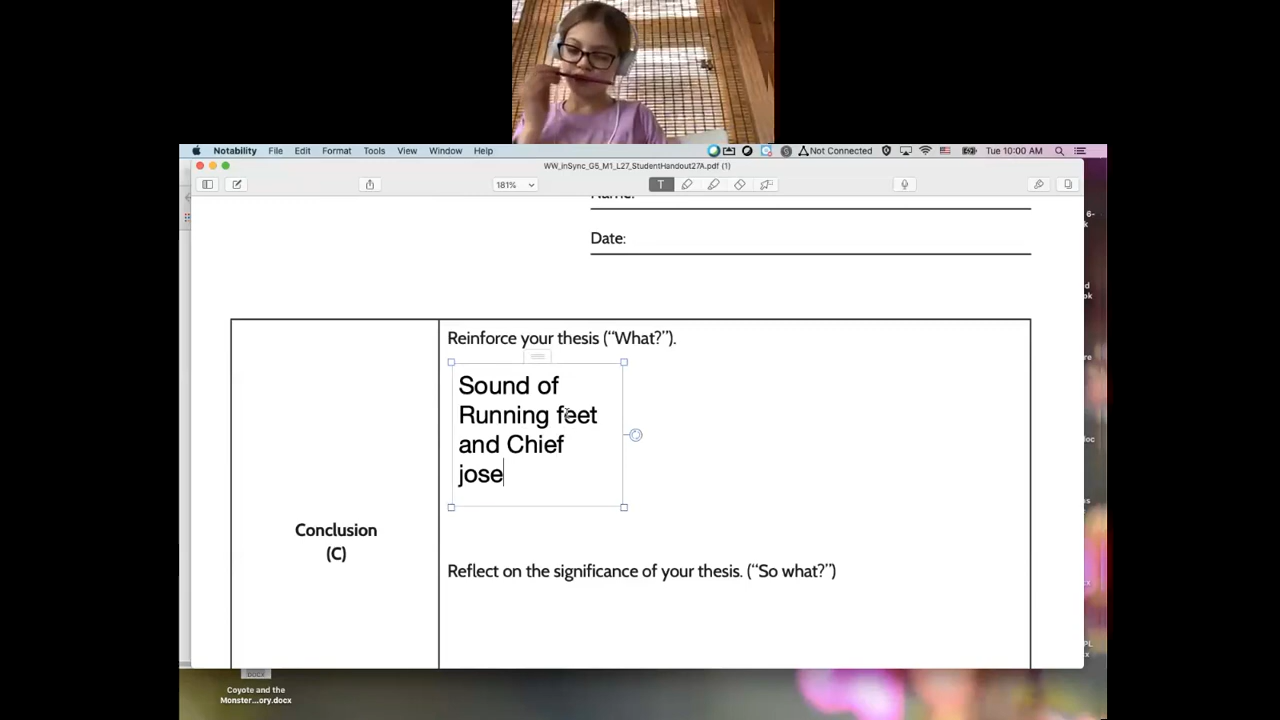 Notability File Edit Format Tools View Window Help Not Connected Tue 10:00 AM
WW_inSync_G5_M1_L27_StudentHandout27A.pdf (1)
181% T
Name:
Date:
Reinforce your thesis (“What?”).
Sound of
Running feet
and Chief
jose
Conclusion
(C)
Reflect on the significance of your thesis. (“So what?”)
DOCX
Coyote and the
Monster...ory.docx